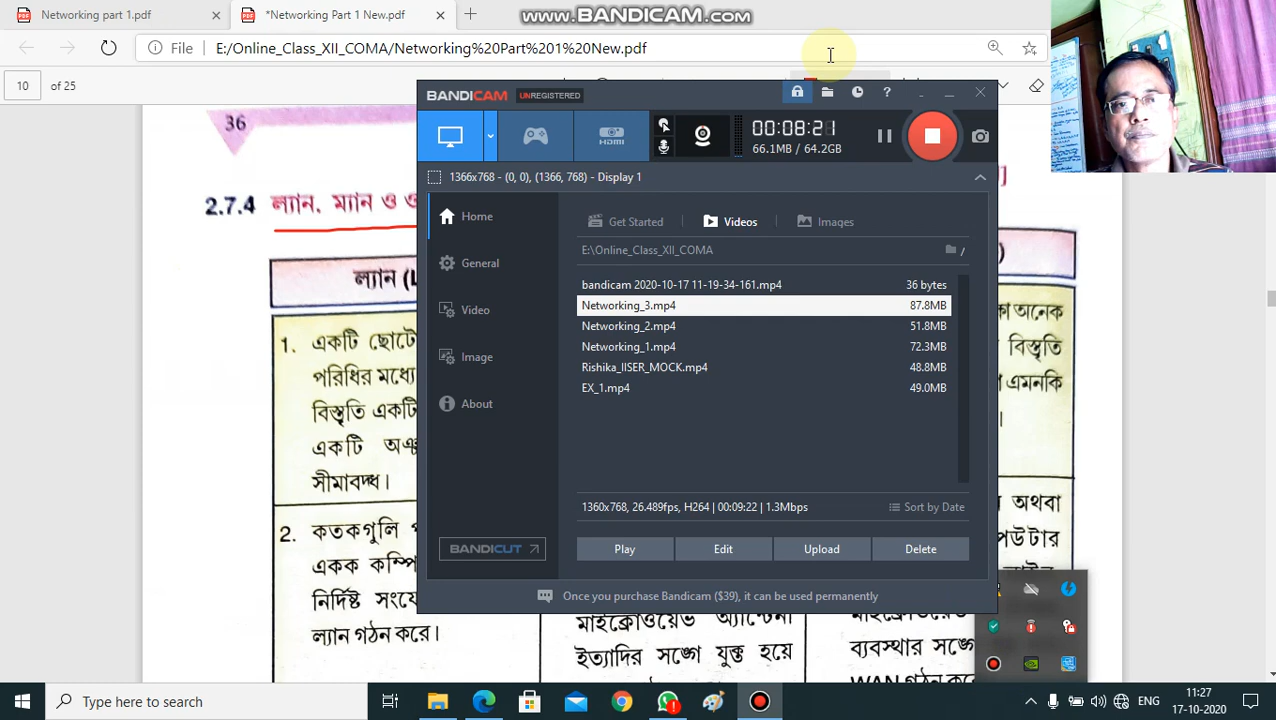 Networking part 1.pdf
*Networking Part 1 New.pdf
www.BANDICAM.com
File
E:/Online_Class_XII_COMA/Networking%20Part%201%20New.pdf
10
of 25
36
2.7.4 ল্যান. ম্যান ও
ল্যান
1. একটি ছোটো
পরিধির মধ্যে
বিস্তৃতি
একটি
সীমাবদ্ধ।
2. কতকগুলি
একক
নির্দিষ্ট
ল্যান গঠন করে।
মাইক্রোওয়েভ অ্যান্টেনা
ইত্যাদির সঙ্গে যুক্ত হয়ে
অনেক
বিস্তৃতি
এমনকি
অথবা
ব্যবস্থার সঙ্গে
WAN গঠন করে
BANDICAM UNREGISTERED
?
HDMI
00:08:21
66.1MB / 64.2GB
1366x768 - (0, 0), (1366, 768) - Display 1
Home
General
Video
Image
About
BANDICUT
Get Started
Videos
Images
E:\Online_Class_XII_COMA
/
bandicam 2020-10-17 11-19-34-161.mp4 36 bytes
Networking_3.mp4 87.8MB
Networking_2.mp4 51.8MB
Networking_1.mp4 72.3MB
Rishika_IISER_MOCK.mp4 48.8MB
EX_1.mp4 49.0MB
1360x768, 26.489fps, H264 | 00:09:22 | 1.3Mbps
Sort by Date
Play
Edit
Upload
Delete
Once you purchase Bandicam ($39), it can be used permanently
Type here to search
ENG
11:27
17-10-2020